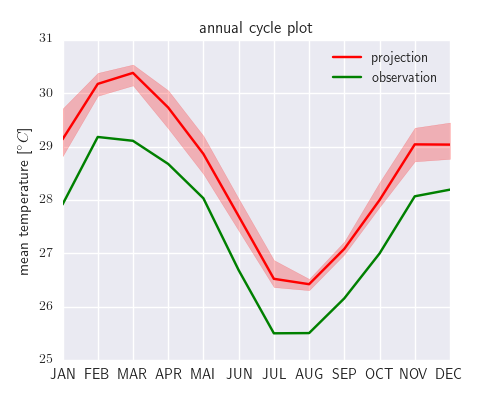 annual cycle plot
projection
observation
mean temperature [°C]
31
30
29
28
27
26
25
JAN FEB MAR APR MAI JUN JUL AUG SEP OCT NOV DEC